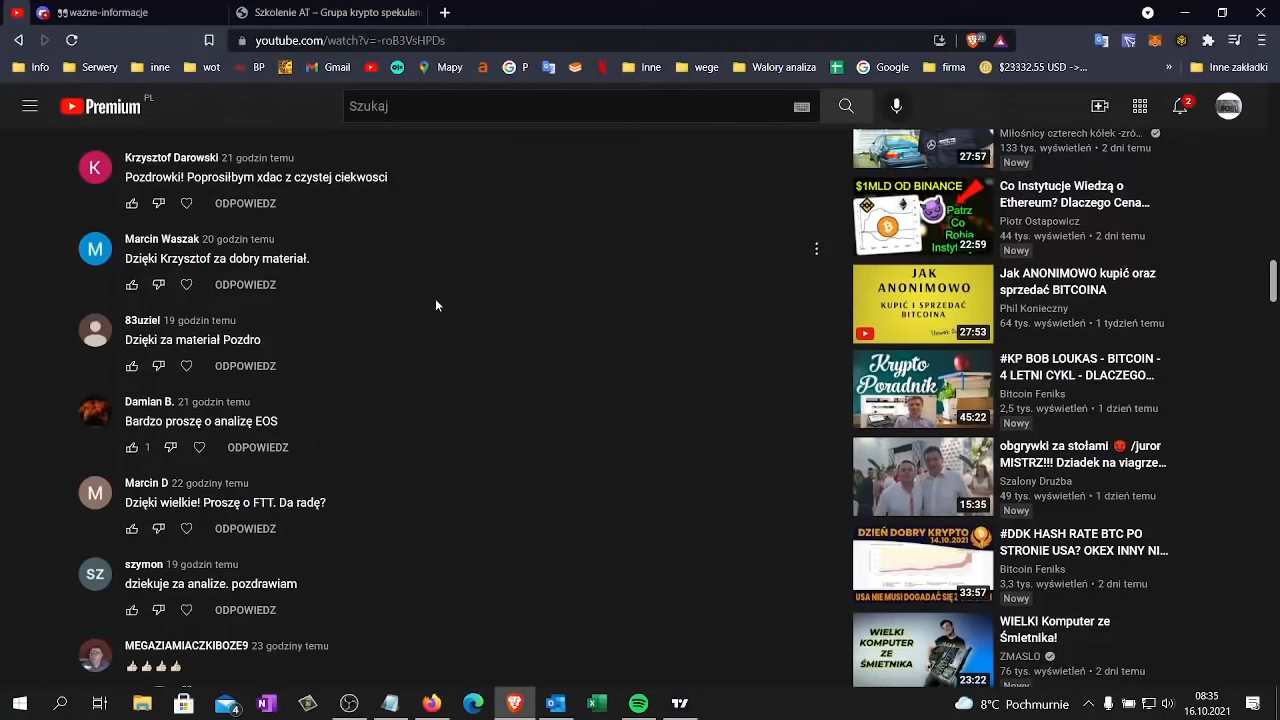 ważne-informacje
Szkolenie AT – Grupa krypto spekulan
youtube.com/watch?v=-roB3VsHPDs
21
Info
Serwery
inne
wot
BP
Gmail
Mapy
G P
Inne
wege
Walory analiza
Google
firma
$23332.55 USD ->...
»
Inne zakładki
Premium
PL
Szukaj
2
K
Krzysztof Darowski 21 godzin temu
Pozdrowki! Poprosiłbym xdac z czystej ciekwosci
ODPOWIEDZ
M
Marcin
godzin temu
Dzięki Krzysztof za dobry materiał.
ODPOWIEDZ
83uziel 19 godzin temu
ODPOWIEDZ
Damian B. 21 godzin temu
Bardzo proszę o analizę EOS
1
ODPOWIEDZ
M
Marcin D 22 godziny temu
Dzięki wielkie! Proszę o FTT. Da radę?
ODPOWIEDZ
SZ
szymon 19 godzin temu
dziekuje za analize. pozdrawiam
ODPOWIEDZ
23 godziny temu
27:57
Miłośnicy czterech kółek -zró...
133 tys. wyświetleń • 2 dni temu
Nowy
$1MLD OD BINANCE
Patrz
Co
Robią
22:59
Co Instytucje Wiedzą o
Ethereum? Dlaczego Cena...
Piotr Ostapowicz
44 tys. wyświetleń • 2 dni temu
Nowy
JAK
ANONIMOWO
KUPIĆ I SPRZEDAĆ
BITCOINA
27:53
Jak ANONIMOWO kupić oraz
sprzedać BITCOINA
Phil Konieczny
64 tys. wyświetleń • 1 tydzień temu
Krypto
Poradnik
45:22
#KP BOB LOUKAS - BITCOIN -
4 LETNI CYKL - DLACZEGO...
Bitcoin Feniks
2,5 tys. wyświetleń • 1 dzień temu
Nowy
15:35
obgrywki za stołami /juror
MISTRZ!!! Dziadek na viagrze...
Szalony Drużba
49 tys. wyświetleń • 1 dzień temu
Nowy
DZIEŃ DOBRY KRYPTO
14.10.2021
USA NIE MUSI DOGADAĆ SIĘ Z
33:57
#DDK HASH RATE BTC PO
STRONIE USA? OKEX INNY NI...
Bitcoin Feniks
3,3 tys. wyświetleń • 2 dni temu
Nowy
WIELKI
KOMPUTER
ZE
ŚMIETNIKA
23:22
WIELKI Komputer ze
Śmietnika!
ZMASLO
76 tys. wyświetleń • 2 dni temu
Nowy
8°C Pochmurnie
08:35
16.10.2021